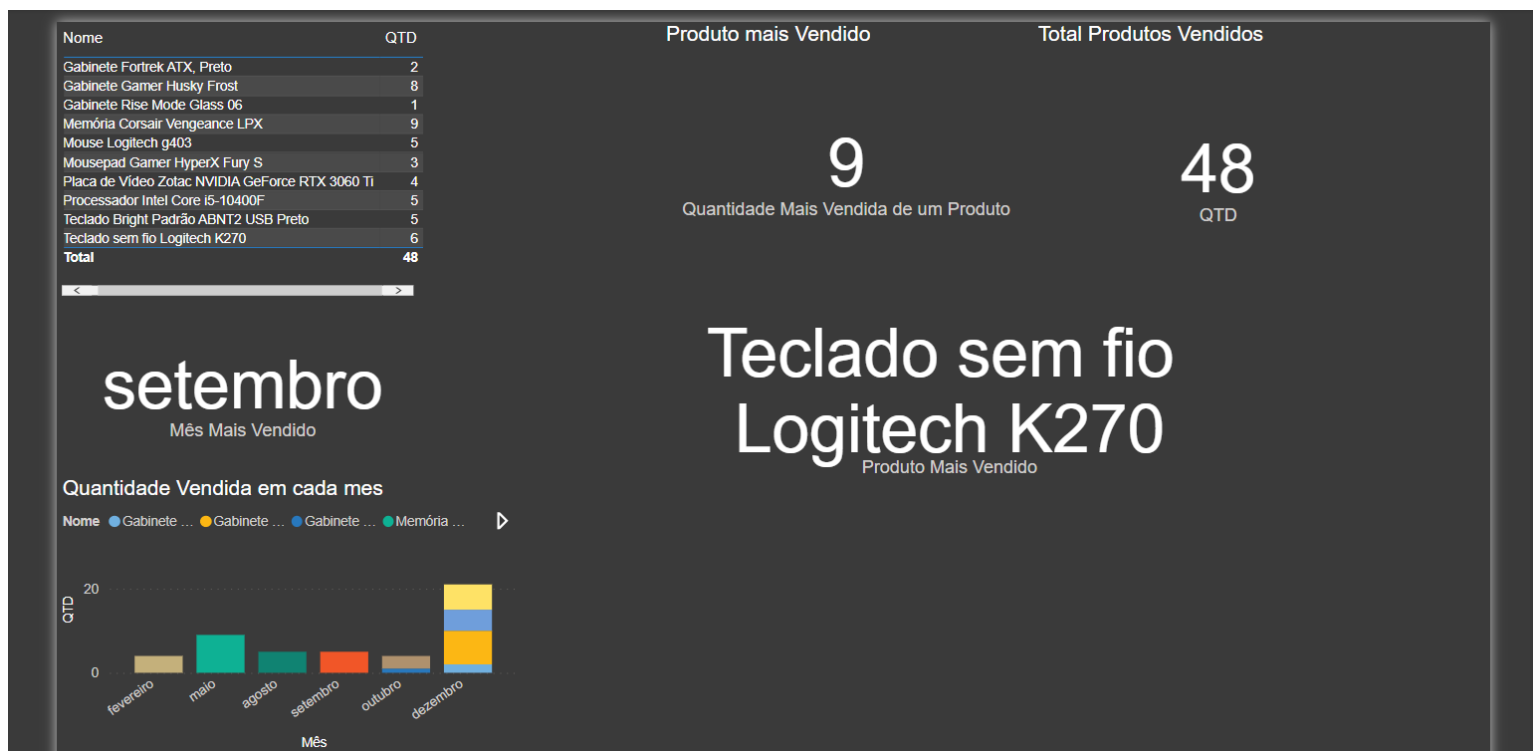 Nome QTD
Gabinete Fortrek ATX, Preto 2
Gabinete Gamer Husky Frost 8
Gabinete Rise Mode Glass 06 1
Memória Corsair Vengeance LPX 9
Mouse Logitech g403 5
Mousepad Gamer HyperX Fury S 3
Placa de Vídeo Zotac NVIDIA GeForce RTX 3060 Ti 4
Processador Intel Core i5-10400F 5
Teclado Bright Padrão ABNT2 USB Preto 5
Teclado sem fio Logitech K270 6
Total 48
Produto mais Vendido
9
Quantidade Mais Vendida de um Produto
Total Produtos Vendidos
48
QTD
setembro
Mês Mais Vendido
Teclado sem fio
Logitech K270
Produto Mais Vendido
Quantidade Vendida em cada mes
Nome Gabinete ... Gabinete ... Gabinete ... Memória ...
QTD
20
0
fevereiro maio agosto setembro outubro dezembro
Mês